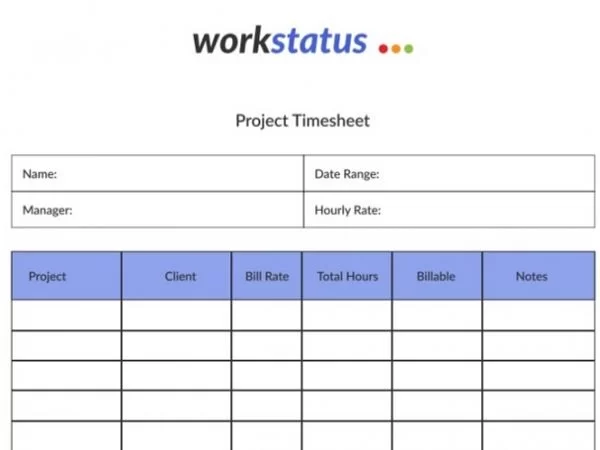 workstatus ...
Project Timesheet
Name: Date Range:
Manager: Hourly Rate:
Project Client Bill Rate Total Hours Billable Notes